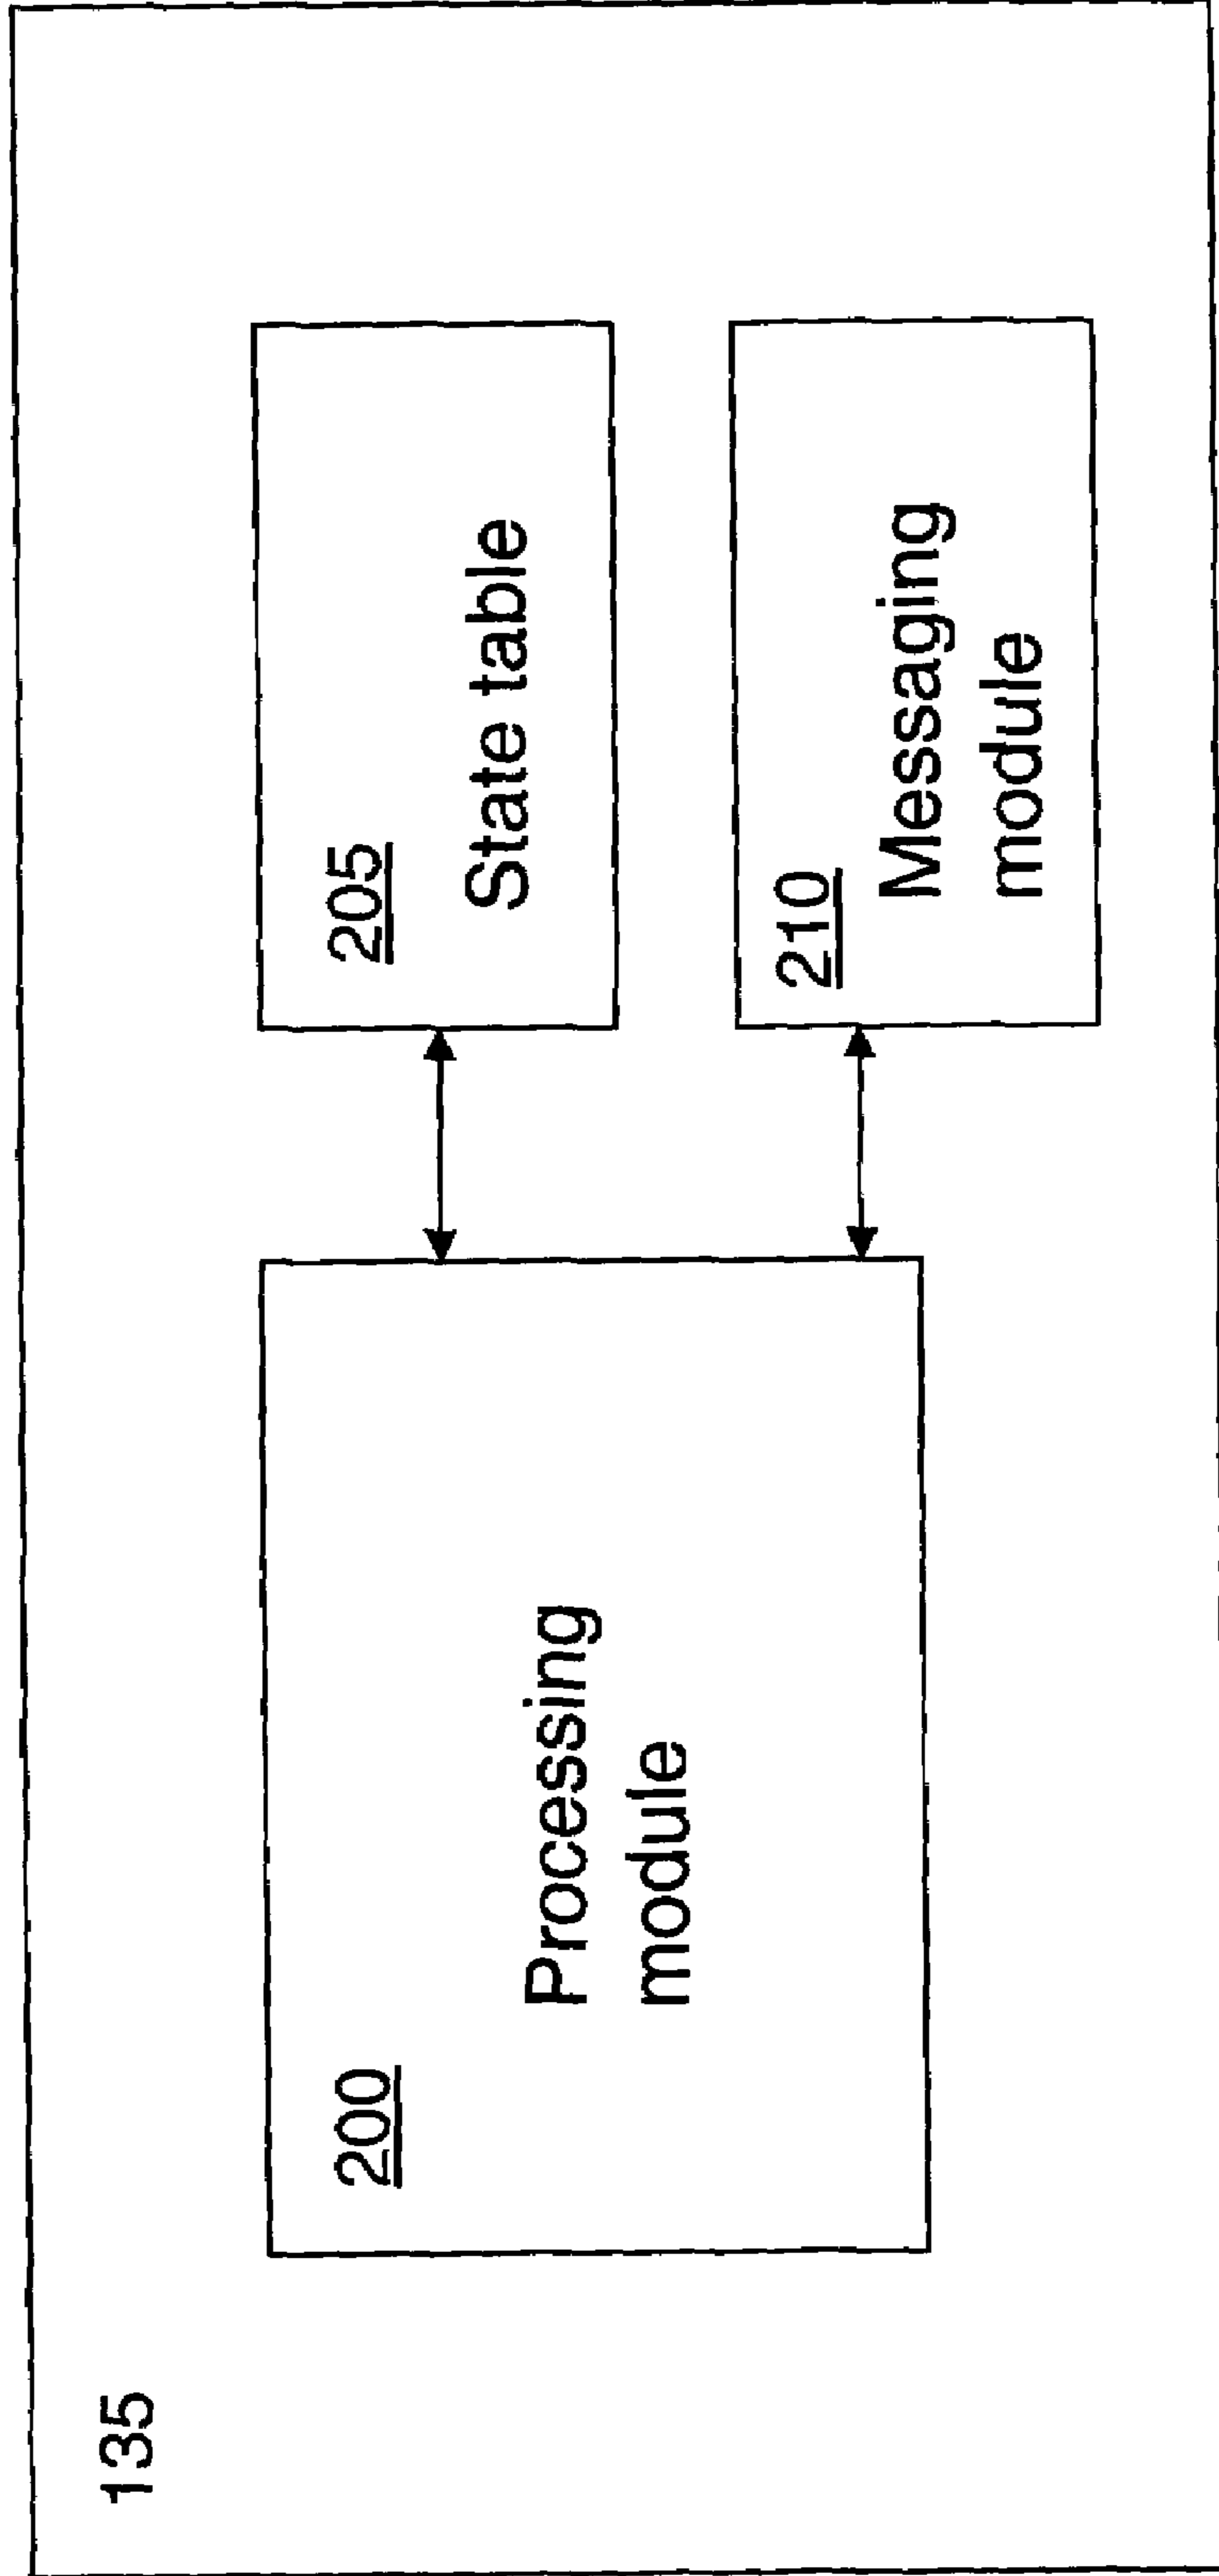 135
200
Processing
module
205
State table
210
Messaging
module